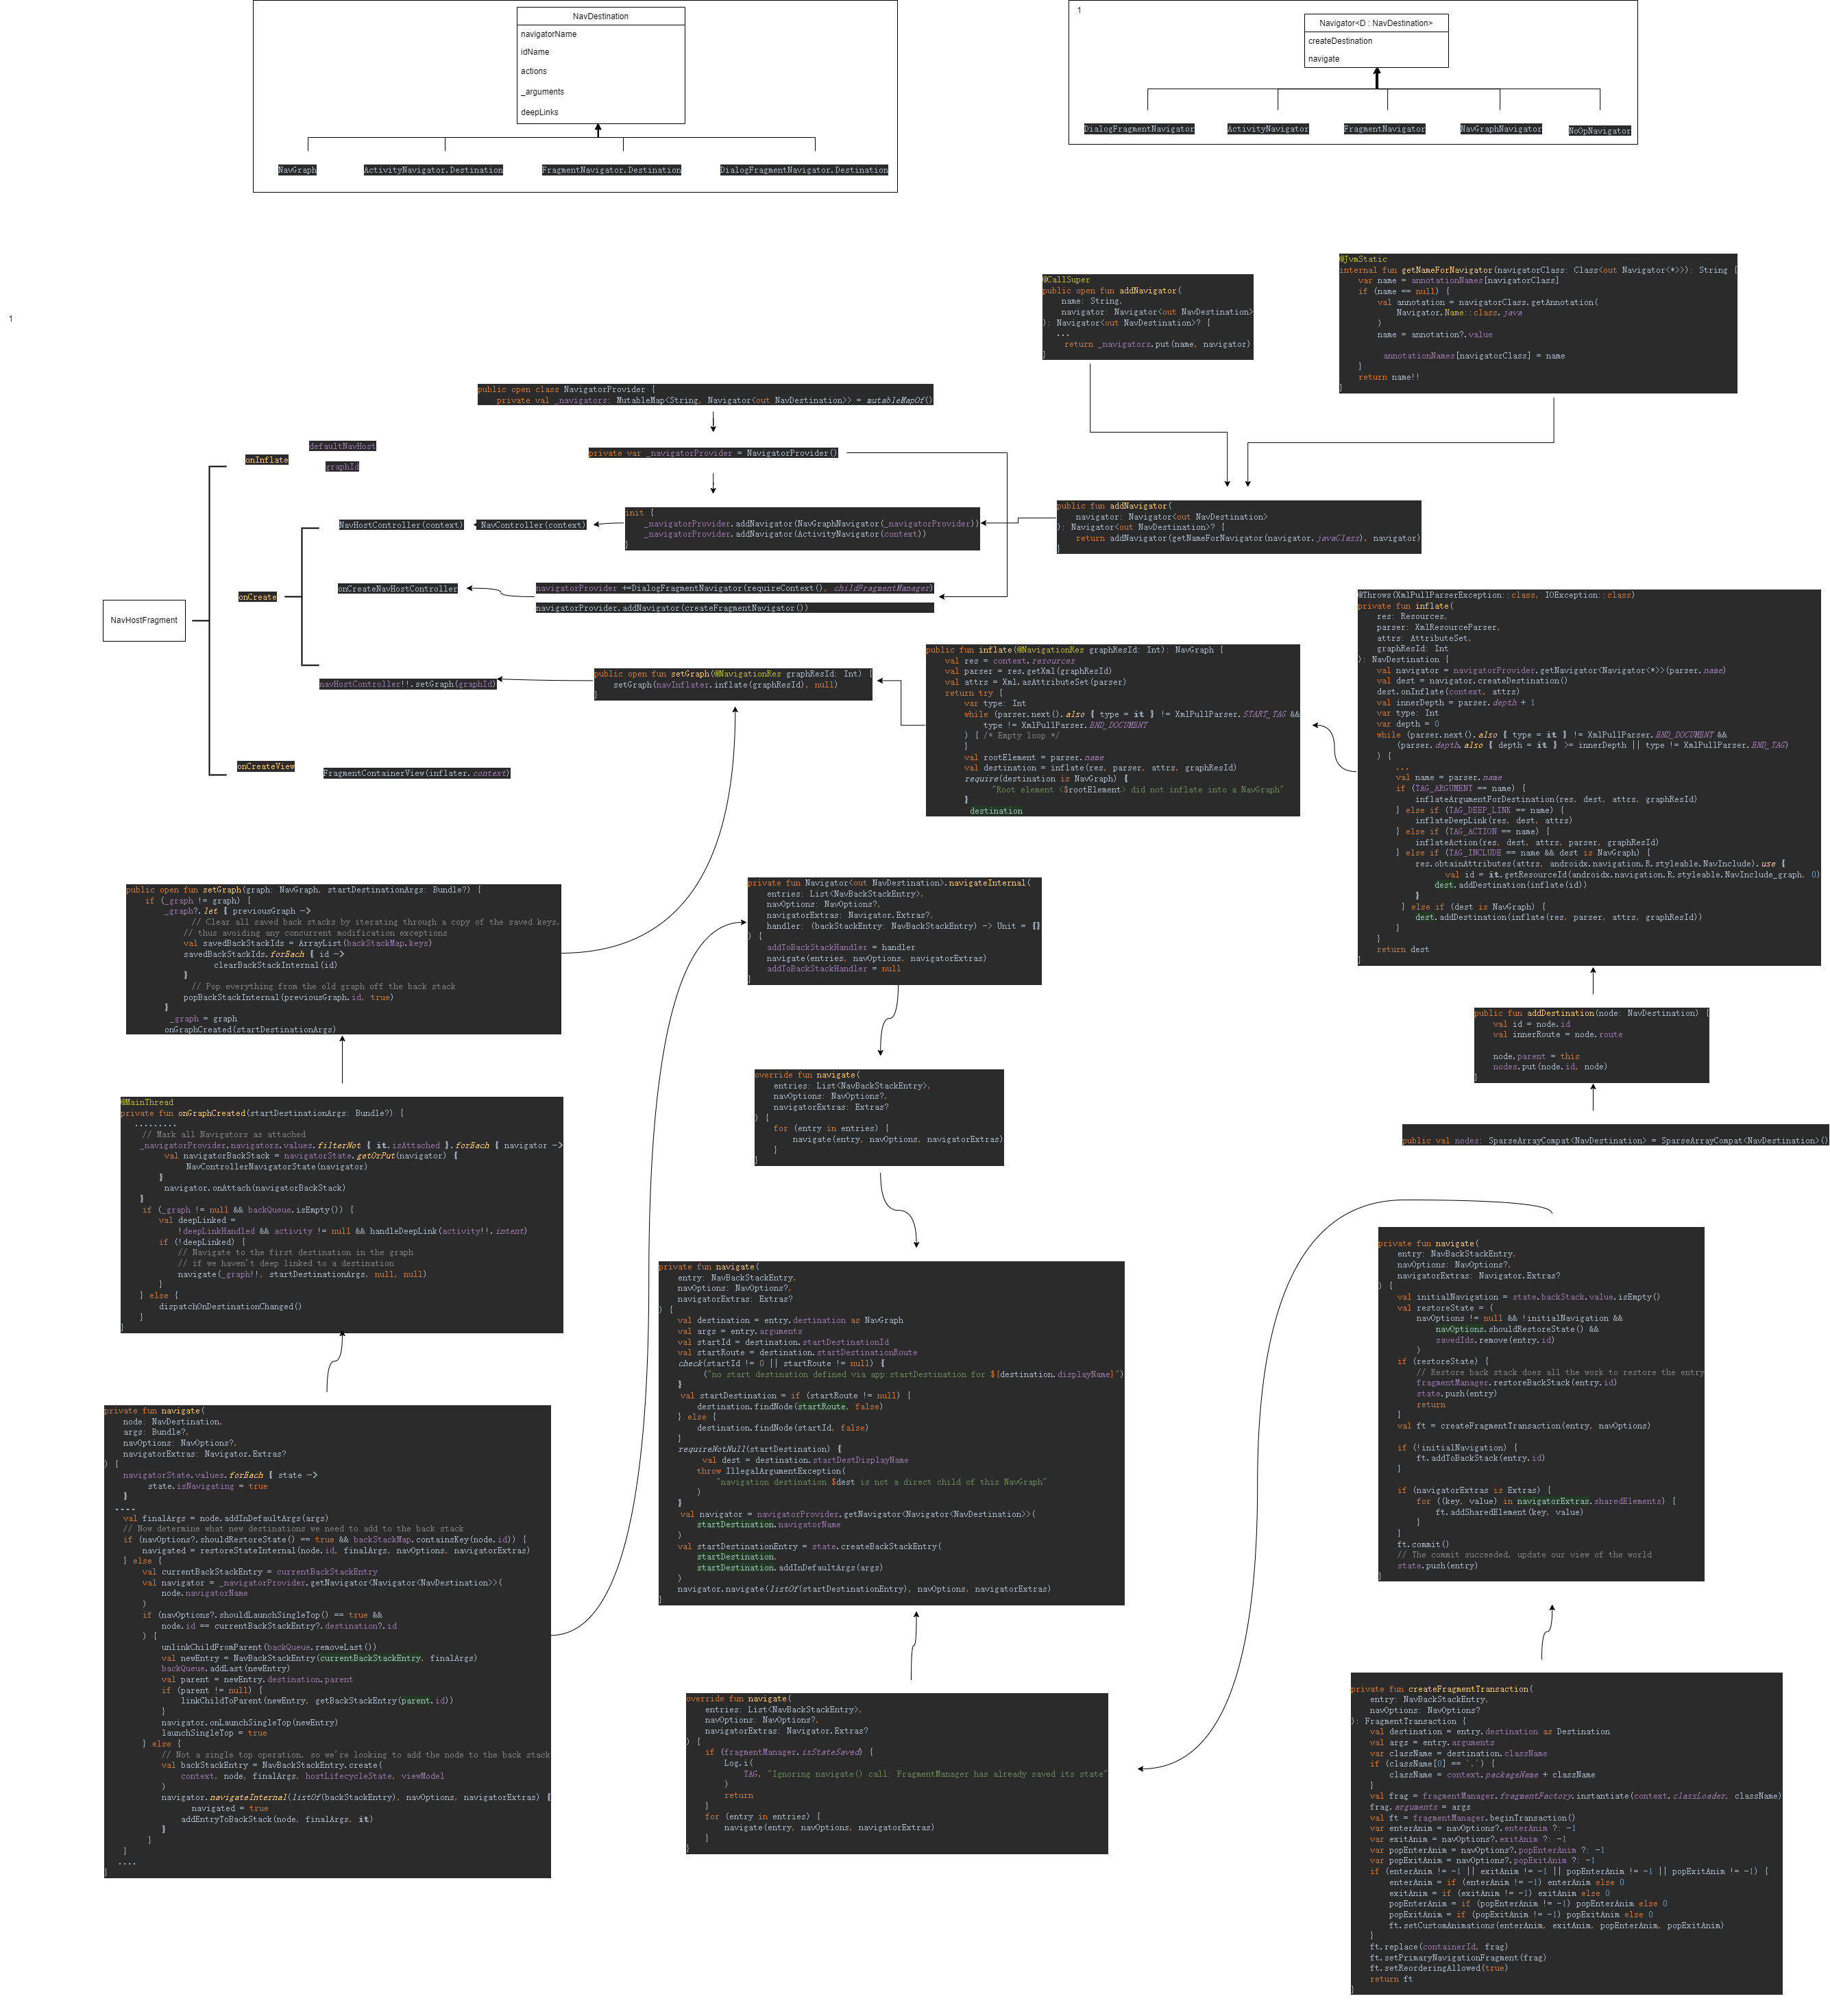 NavDestination
navigatorName
idName
actions
_arguments
deepLinks
NavGraph
ActivityNavigator.Destination
FragmentNavigator.Destination
DialogFragmentNavigator.Destination
1
Navigator<D : NavDestination>
createDestination
navigate
DialogFragmentNavigator
ActivityNavigator
FragmentNavigator
NavGraphNavigator
NoOpNavigator
1
@CallSuper
public open fun addNavigator(
name: String,
navigator: Navigator<out NavDestination>
): Navigator<out NavDestination>? {
...
return _navigators.put(name, navigator)
}
@JvmStatic
internal fun getNameForNavigator(navigatorClass: Class<out Navigator<*>>): String {
var name = annotationNames[navigatorClass]
if (name == null) {
val annotation = navigatorClass.getAnnotation(
Navigator.Name::class.java
)
name = annotation?.value
annotationNames[navigatorClass] = name
}
return name!!
}
public open class NavigatorProvider {
private val _navigators: MutableMap<String, Navigator<out NavDestination>> = mutableMapOf()
private var _navigatorProvider = NavigatorProvider()
defaultNavHost
onInflate
graphId
NavHostController(context)
NavController(context)
init {
_navigatorProvider.addNavigator(NavGraphNavigator(_navigatorProvider))
_navigatorProvider.addNavigator(ActivityNavigator(context))
}
public fun addNavigator(
navigator: Navigator<out NavDestination>
): Navigator<out NavDestination>? {
return addNavigator(getNameForNavigator(navigator.javaClass), navigator)
}
NavHostFragment
onCreate
onCreateNavHostController
navigatorProvider +=DialogFragmentNavigator(requireContext(), childFragmentManager)
navigatorProvider.addNavigator(createFragmentNavigator())
navHostController!!.setGraph(graphId)
public open fun setGraph(@NavigationRes graphResId: Int) {
setGraph(navInflater.inflate(graphResId), null)
}
onCreateView
FragmentContainerView(inflater.context)
public fun inflate(@NavigationRes graphResId: Int): NavGraph {
val res = context.resources
val parser = res.getXml(graphResId)
val attrs = Xml.asAttributeSet(parser)
return try {
var type: Int
while (parser.next().also { type = it } != XmlPullParser.START_TAG &&
type != XmlPullParser.END_DOCUMENT
) { /* Empty loop */
}
val rootElement = parser.name
val destination = inflate(res, parser, attrs, graphResId)
require(destination is NavGraph) {
"Root element <$rootElement> did not inflate into a NavGraph"
}
destination
@Throws(XmlPullParserException::class, IOException::class)
private fun inflate(
res: Resources,
parser: XmlResourceParser,
attrs: AttributeSet,
graphResId: Int
): NavDestination {
val navigator = navigatorProvider.getNavigator<Navigator<*>>(parser.name)
val dest = navigator.createDestination()
dest.onInflate(context, attrs)
val innerDepth = parser.depth + 1
var type: Int
var depth = 0
while (parser.next().also { type = it } != XmlPullParser.END_DOCUMENT &&
(parser.depth.also { depth = it } >= innerDepth || type != XmlPullParser.END_TAG)
) {
...
val name = parser.name
if (TAG_ARGUMENT == name) {
inflateArgumentForDestination(res, dest, attrs, graphResId)
} else if (TAG_DEEP_LINK == name) {
inflateDeepLink(res, dest, attrs)
} else if (TAG_ACTION == name) {
inflateAction(res, dest, attrs, parser, graphResId)
} else if (TAG_INCLUDE == name && dest is NavGraph) {
res.obtainAttributes(attrs, androidx.navigation.R.styleable.NavInclude).use {
val id = it.getResourceId(androidx.navigation.R.styleable.NavInclude_graph, 0)
dest.addDestination(inflate(id))
}
} else if (dest is NavGraph) {
dest.addDestination(inflate(res, parser, attrs, graphResId))
}
}
return dest
}
public fun addDestination(node: NavDestination) {
val id = node.id
val innerRoute = node.route
node.parent = this
nodes.put(node.id, node)
}
public val nodes: SparseArrayCompat<NavDestination> = SparseArrayCompat<NavDestination>()
public open fun setGraph(graph: NavGraph, startDestinationArgs: Bundle?) {
if (_graph != graph) {
_graph?.let { previousGraph ->
// Clear all saved back stacks by iterating through a copy of the saved keys,
// thus avoiding any concurrent modification exceptions
val savedBackStackIds = ArrayList(backStackMap.keys)
savedBackStackIds.forEach { id ->
clearBackStackInternal(id)
}
// Pop everything from the old graph off the back stack
popBackStackInternal(previousGraph.id, true)
}
_graph = graph
onGraphCreated(startDestinationArgs)
@MainThread
private fun onGraphCreated(startDestinationArgs: Bundle?) {
.........
// Mark all Navigators as attached
_navigatorProvider.navigators.values.filterNot { it.isAttached }.forEach { navigator ->
val navigatorBackStack = navigatorState.getOrPut(navigator) {
NavControllerNavigatorState(navigator)
}
navigator.onAttach(navigatorBackStack)
}
if (_graph != null && backQueue.isEmpty()) {
val deepLinked =
!deepLinkHandled && activity != null && handleDeepLink(activity!!.intent)
if (!deepLinked) {
// Navigate to the first destination in the graph
// if we haven't deep linked to a destination
navigate(_graph!!, startDestinationArgs, null, null)
}
} else {
dispatchOnDestinationChanged()
}
}
private fun navigate(
node: NavDestination,
args: Bundle?,
navOptions: NavOptions?,
navigatorExtras: Navigator.Extras?
) {
navigatorState.values.forEach { state ->
state.isNavigating = true
}
....
val finalArgs = node.addInDefaultArgs(args)
// Now determine what new destinations we need to add to the back stack
if (navOptions?.shouldRestoreState() == true && backStackMap.containsKey(node.id)) {
navigated = restoreStateInternal(node.id, finalArgs, navOptions, navigatorExtras)
} else {
val currentBackStackEntry = currentBackStackEntry
val navigator = _navigatorProvider.getNavigator<Navigator<NavDestination>>(
node.navigatorName
)
if (navOptions?.shouldLaunchSingleTop() == true &&
node.id == currentBackStackEntry?.destination?.id
) {
unlinkChildFromParent(backQueue.removeLast())
val newEntry = NavBackStackEntry(currentBackStackEntry, finalArgs)
backQueue.addLast(newEntry)
val parent = newEntry.destination.parent
if (parent != null) {
linkChildToParent(newEntry, getBackStackEntry(parent.id))
}
navigator.onLaunchSingleTop(newEntry)
launchSingleTop = true
} else {
// Not a single top operation, so we're looking to add the node to the back stack
val backStackEntry = NavBackStackEntry.create(
context, node, finalArgs, hostLifecycleState, viewModel
)
navigator.navigateInternal(listOf(backStackEntry), navOptions, navigatorExtras) {
navigated = true
addEntryToBackStack(node, finalArgs, it)
}
}
}
....
}
private fun Navigator<out NavDestination>.navigateInternal(
entries: List<NavBackStackEntry>,
navOptions: NavOptions?,
navigatorExtras: Navigator.Extras?,
handler: (backStackEntry: NavBackStackEntry) -> Unit = {}
) {
addToBackStackHandler = handler
navigate(entries, navOptions, navigatorExtras)
addToBackStackHandler = null
}
override fun navigate(
entries: List<NavBackStackEntry>,
navOptions: NavOptions?,
navigatorExtras: Extras?
) {
for (entry in entries) {
navigate(entry, navOptions, navigatorExtras)
}
}
private fun navigate(
entry: NavBackStackEntry,
navOptions: NavOptions?,
navigatorExtras: Extras?
) {
val destination = entry.destination as NavGraph
val args = entry.arguments
val startId = destination.startDestinationId
val startRoute = destination.startDestinationRoute
check(startId != 0 || startRoute != null) {
("no start destination defined via app:startDestination for ${destination.displayName}")
}
val startDestination = if (startRoute != null) {
destination.findNode(startRoute, false)
} else {
destination.findNode(startId, false)
}
requireNotNull(startDestination) {
val dest = destination.startDestDisplayName
throw IllegalArgumentException(
"navigation destination $dest is not a direct child of this NavGraph"
)
}
val navigator = navigatorProvider.getNavigator<Navigator<NavDestination>>(
startDestination.navigatorName
)
val startDestinationEntry = state.createBackStackEntry(
startDestination,
startDestination.addInDefaultArgs(args)
)
navigator.navigate(listOf(startDestinationEntry), navOptions, navigatorExtras)
}
override fun navigate(
entries: List<NavBackStackEntry>,
navOptions: NavOptions?,
navigatorExtras: Navigator.Extras?
) {
if (fragmentManager.isStateSaved) {
Log.i(
TAG, "Ignoring navigate() call: FragmentManager has already saved its state"
)
return
}
for (entry in entries) {
navigate(entry, navOptions, navigatorExtras)
}
}
private fun navigate(
entry: NavBackStackEntry,
navOptions: NavOptions?,
navigatorExtras: Navigator.Extras?
) {
val initialNavigation = state.backStack.value.isEmpty()
val restoreState = (
navOptions != null && !initialNavigation &&
navOptions.shouldRestoreState() &&
savedIds.remove(entry.id)
)
if (restoreState) {
// Restore back stack does all the work to restore the entry
fragmentManager.restoreBackStack(entry.id)
state.push(entry)
return
}
val ft = createFragmentTransaction(entry, navOptions)
if (!initialNavigation) {
ft.addToBackStack(entry.id)
}
if (navigatorExtras is Extras) {
for ((key, value) in navigatorExtras.sharedElements) {
ft.addSharedElement(key, value)
}
}
ft.commit()
// The commit succeeded, update our view of the world
state.push(entry)
}
private fun createFragmentTransaction(
entry: NavBackStackEntry,
navOptions: NavOptions?
): FragmentTransaction {
val destination = entry.destination as Destination
val args = entry.arguments
var className = destination.className
if (className[0] == '.') {
className = context.packageName + className
}
val frag = fragmentManager.fragmentFactory.instantiate(context.classLoader, className)
frag.arguments = args
val ft = fragmentManager.beginTransaction()
var enterAnim = navOptions?.enterAnim ?: -1
var exitAnim = navOptions?.exitAnim ?: -1
var popEnterAnim = navOptions?.popEnterAnim ?: -1
var popExitAnim = navOptions?.popExitAnim ?: -1
if (enterAnim != -1 || exitAnim != -1 || popEnterAnim != -1 || popExitAnim != -1) {
enterAnim = if (enterAnim != -1) enterAnim else 0
exitAnim = if (exitAnim != -1) exitAnim else 0
popEnterAnim = if (popEnterAnim != -1) popEnterAnim else 0
popExitAnim = if (popExitAnim != -1) popExitAnim else 0
ft.setCustomAnimations(enterAnim, exitAnim, popEnterAnim, popExitAnim)
}
ft.replace(containerId, frag)
ft.setPrimaryNavigationFragment(frag)
ft.setReorderingAllowed(true)
return ft
}